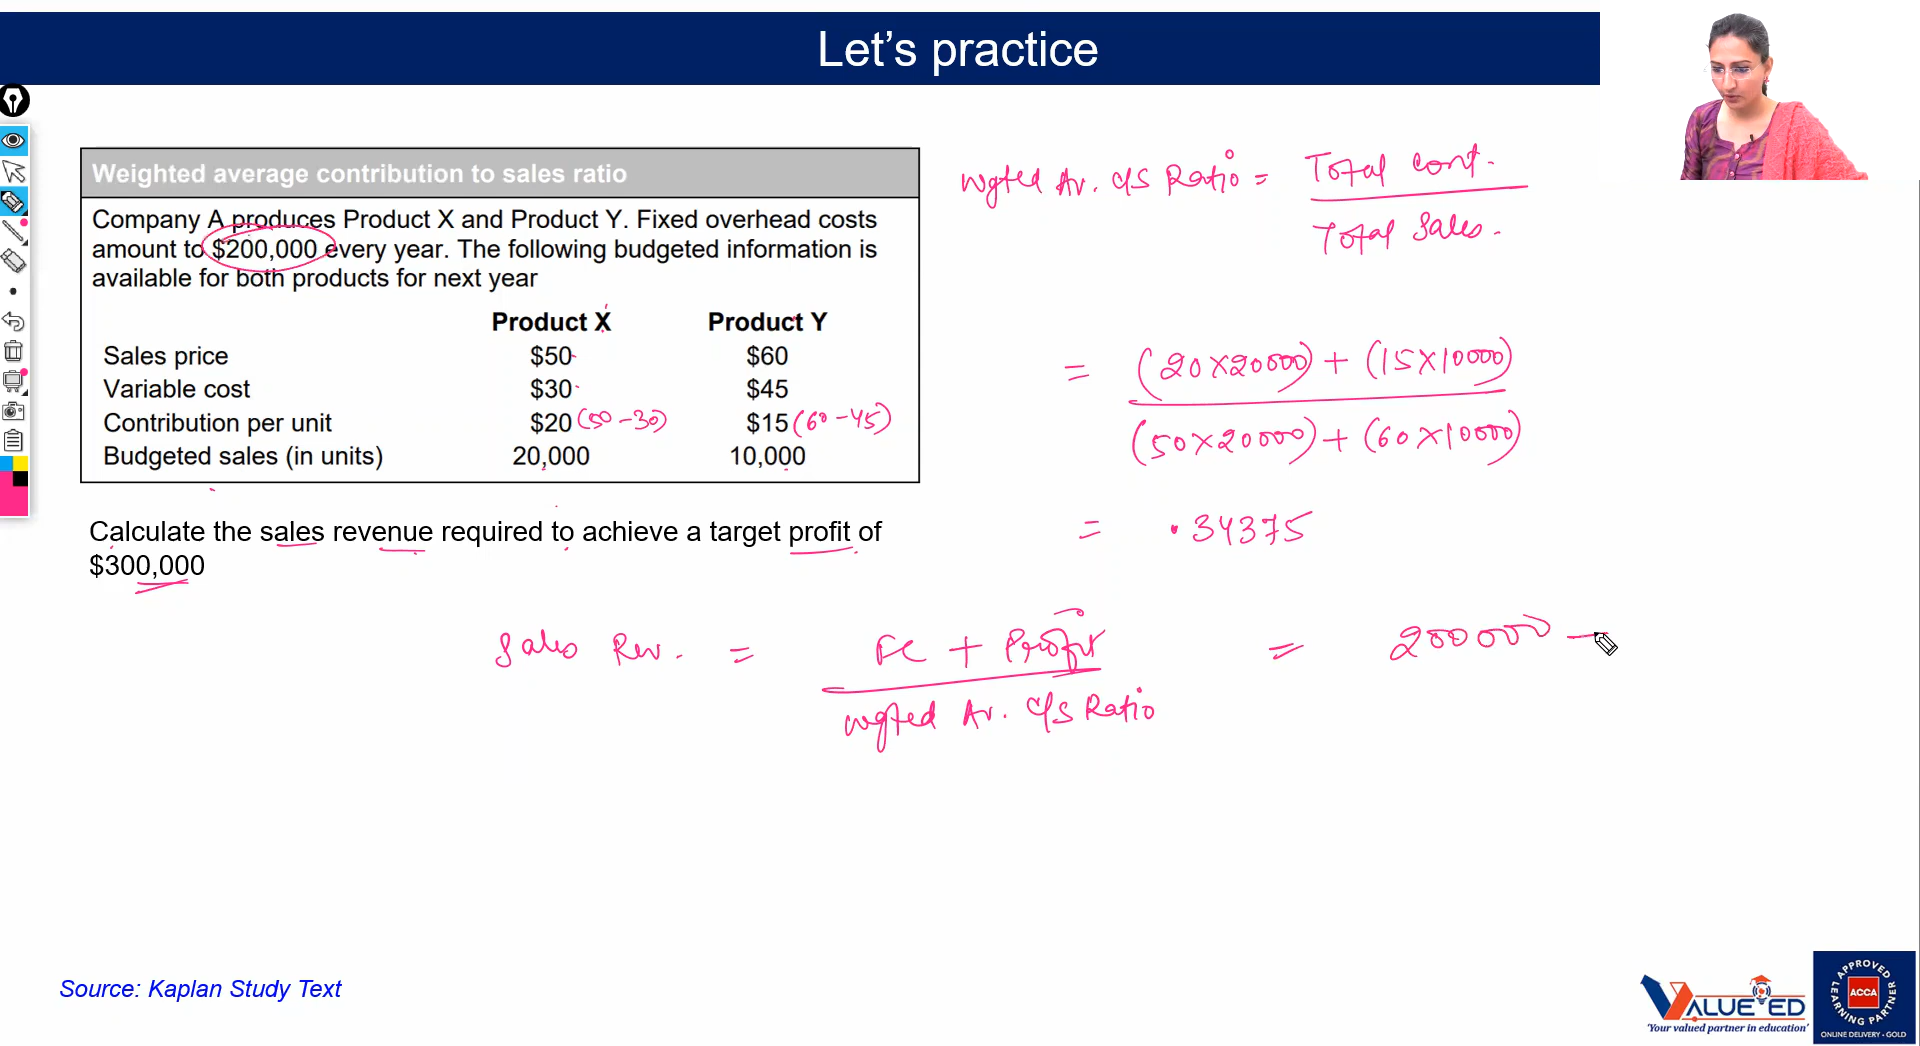 Let's practice
Weighted average contribution to sales ratio
Company A produces Product X and Product Y. Fixed overhead costs
amount to $200,000 every year. The following budgeted information is
available for both products for next year
Product X Product Y
Sales price $50 $60
Variable cost $30 $45
Contribution per unit $20 (50-30) $15 (60-45)
Budgeted sales (in units) 20,000 10,000
Calculate the sales revenue required to achieve a target profit of
$300,000
Wgted Av. C/S Ratio = Total Cont.
Total Sales.
= (20×20000) + (15×10000)
(50×20000) + (60×10000)
= .34375
Sales Rev. = FC + Profit = 200000 -
Wgted Av. C/S Ratio
Source: Kaplan Study Text
VALUE ED
'Your valued partner in education'
APPROVED
LEARNING PARTNER
ACCA
ONLINE DELIVERY - GOLD